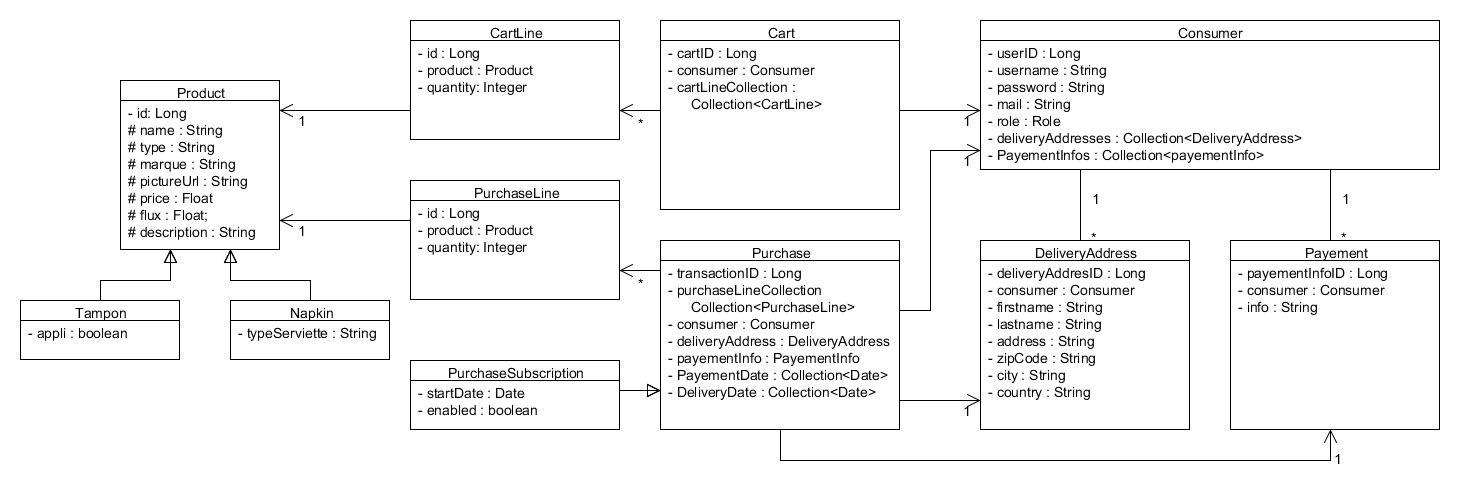 CartLine
- id : Long
- product : Product
- quantity: Integer
Cart
- cartID : Long
- consumer : Consumer
- cartLineCollection :
Collection<CartLine>
Consumer
- userID : Long
- username : String
- password : String
- mail : String
- role : Role
- deliveryAddresses : Collection<DeliveryAddress>
- PayementInfos : Collection<payementInfo>
Product
- id: Long
# name : String
# type : String
# marque : String
# pictureUrl : String
# price : Float
# flux : Float;
# description : String
1
*
1
1
PurchaseLine
- id : Long
- product : Product
- quantity: Integer
1
*
1
*
1
*
Purchase
- transactionID : Long
- purchaseLineCollection
Collection<PurchaseLine>
- consumer : Consumer
- deliveryAddress : DeliveryAddress
- payementInfo : PayementInfo
- PayementDate : Collection<Date>
- DeliveryDate : Collection<Date>
DeliveryAddress
- deliveryAddresID : Long
- consumer : Consumer
- firstname : String
- lastname : String
- address : String
- zipCode : String
- city : String
- country : String
Payement
- payementInfoID : Long
- consumer : Consumer
- info : String
Tampon
- appli : boolean
Napkin
- typeServiette : String
PurchaseSubscription
- startDate : Date
- enabled : boolean
1
1